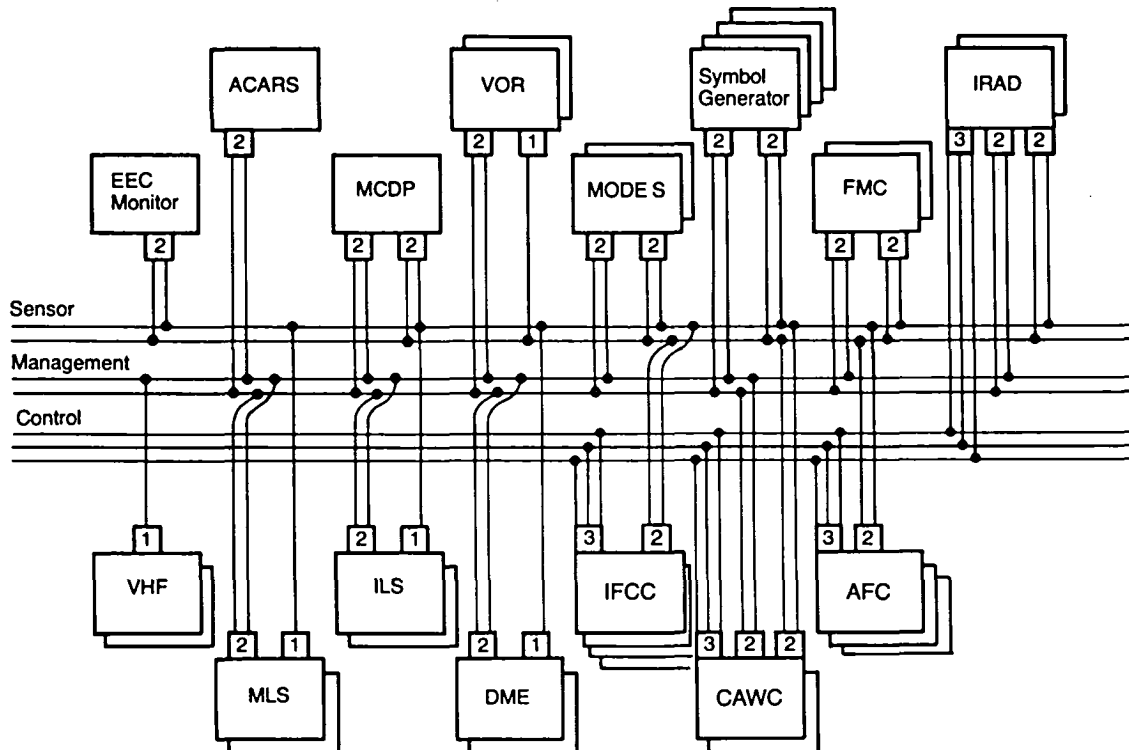 ACARS
VOR
Symbol
Generator
IRAD
2
2
1
2
2
3
2
2
EEC
Monitor
MCDP
MODE S
FMC
2
2
2
2
2
2
2
Sensor
Management
Control
1
2
1
3
2
3
2
VHF
ILS
IFCC
AFC
2
1
2
1
3
2
2
MLS
DME
CAWC